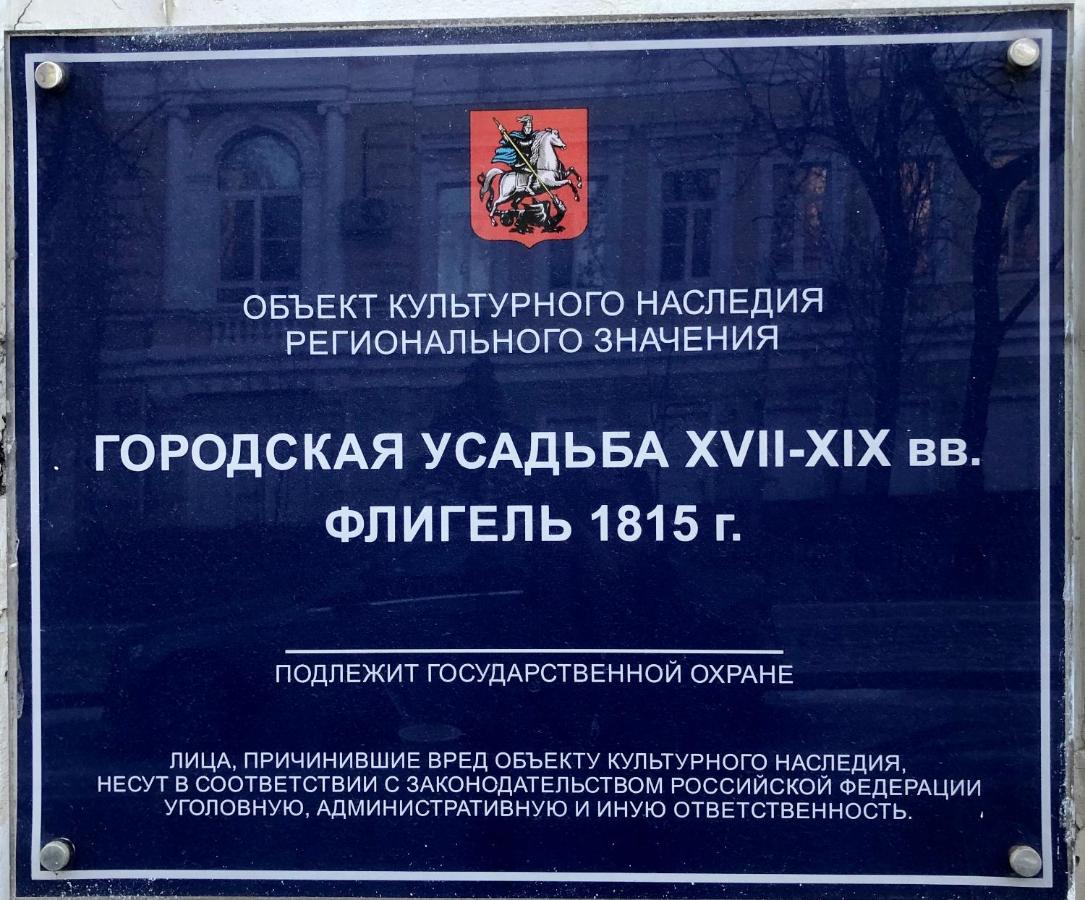 ОБЪЕКТ КУЛЬТУРНОГО НАСЛЕДИЯ
РЕГИОНАЛЬНОГО ЗНАЧЕНИЯ
ГОРОДСКАЯ УСАДЬБА XVII-XIX вв.
ФЛИГЕЛЬ 1815 г.
ПОДЛЕЖИТ ГОСУДАРСТВЕННОЙ ОХРАНЕ
ЛИЦА, ПРИЧИНИВШИЕ ВРЕД ОБЪЕКТУ КУЛЬТУРНОГО НАСЛЕДИЯ,
НЕСУТ В СООТВЕТСТВИИ С ЗАКОНОДАТЕЛЬСТВОМ РОССИЙСКОЙ ФЕДЕРАЦИИ
УГОЛОВНУЮ, АДМИНИСТРАТИВНУЮ И ИНУЮ ОТВЕТСТВЕННОСТЬ.